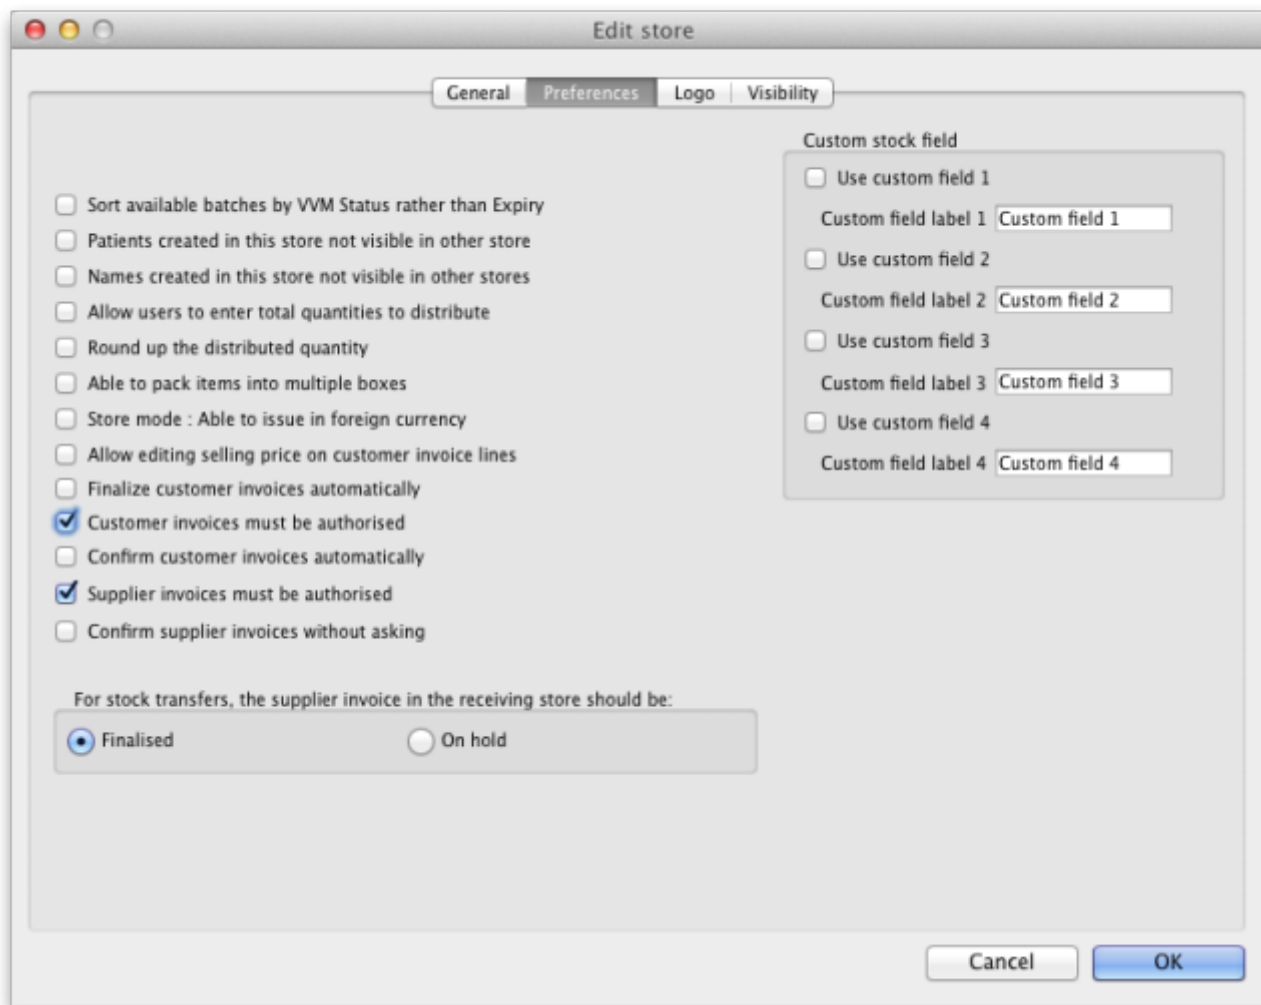 Edit store
General Preferences Logo Visibility
Sort available batches by VVM Status rather than Expiry
Patients created in this store not visible in other store
Names created in this store not visible in other stores
Allow users to enter total quantities to distribute
Round up the distributed quantity
Able to pack items into multiple boxes
Store mode : Able to issue in foreign currency
Allow editing selling price on customer invoice lines
Finalize customer invoices automatically
Customer invoices must be authorised
Confirm customer invoices automatically
Supplier invoices must be authorised
Confirm supplier invoices without asking
For stock transfers, the supplier invoice in the receiving store should be:
Finalised On hold
Custom stock field
Use custom field 1
Custom field label 1 Custom field 1
Use custom field 2
Custom field label 2 Custom field 2
Use custom field 3
Custom field label 3 Custom field 3
Use custom field 4
Custom field label 4 Custom field 4
Cancel OK